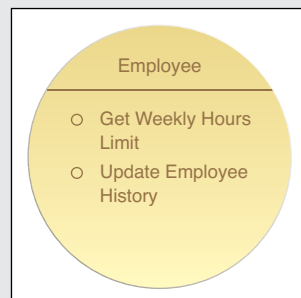 Employee
○ Get Weekly Hours
Limit
○ Update Employee
History